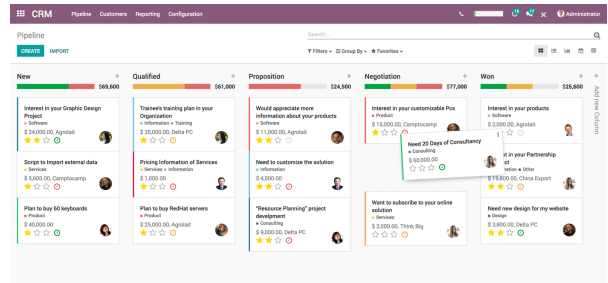 CRM Pipeline Customers Reporting Configuration Administrator
Pipeline
Search...
CREATE IMPORT
Filters Group By Favorites
New + $69,600
Interest in your Graphic Design
Project
Software
$ 24,000.00, Agrolait
Script to Import external data
Services
$ 5,600.00, Camptocamp
Plan to buy 60 keyboards
Product
$ 40,000.00
Qualified + $61,000
Trainee's training plan in your
Organization
Information Training
$ 35,000.00, Delta PC
Pricing Information of Services
Services Information
$ 1,000.00
Plan to buy RedHat servers
Product
$ 25,000.00, Agrolait
Proposition + $24,500
Would appreciate more
information about your products
Software
$ 11,000.00, Agrolait
Need to customize the solution
Information
$ 4,500.00
"Resource Planning" project
develpment
Consulting
$ 9,000.00, Delta PC
Negotiation + $77,000
Interest in your customizable Pos
Product
$ 15,000.00, Camptocamp
Need 20 Days of Consultancy
Consulting
$ 60,000.00
Want to subscribe to your online
solution
Services
$ 2,000.00, Think Big
Won + $25,600
Interest in your products
Software
$ 2,000.00, Agrolait
st in your Partnership
ct
ation Other
$ 19,800.00, China Export
Need new design for my website
Design
$ 3,800.00, Delta PC
+
Add new Column